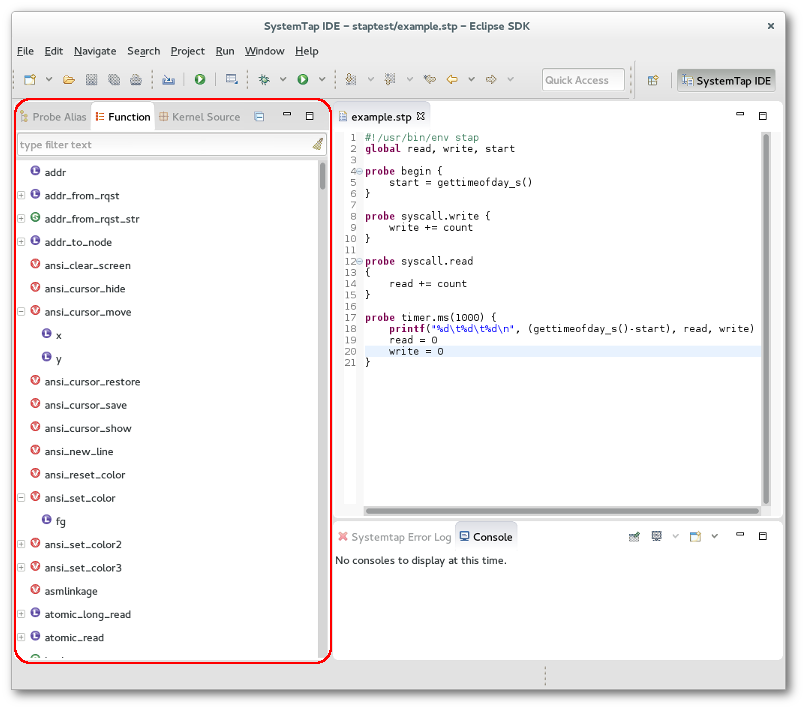 SystemTap IDE – staptest/example.stp – Eclipse SDK
File Edit Navigate Search Project Run Window Help
Quick Access
SystemTap IDE
Probe Alias Function Kernel Source
type filter text
L addr
L addr_from_rqst
G addr_from_rqst_str
L addr_to_node
V ansi_clear_screen
V ansi_cursor_hide
V ansi_cursor_move
L x
L y
V ansi_cursor_restore
V ansi_cursor_save
V ansi_cursor_show
V ansi_new_line
V ansi_reset_color
V ansi_set_color
L fg
V ansi_set_color2
V ansi_set_color3
V asmlinkage
L atomic_long_read
L atomic_read
example.stp
1 #!/usr/bin/env stap
2 global read, write, start
3
4 probe begin {
5 start = gettimeofday_s()
6 }
7
8 probe syscall.write {
9 write += count
10 }
11
12 probe syscall.read
13 {
14 read += count
15 }
16
17 probe timer.ms(1000) {
18 printf("%d\t%d\t%d\n", (gettimeofday_s()-start), read, write)
19 read = 0
20 write = 0
21 }
Systemtap Error Log Console
No consoles to display at this time.